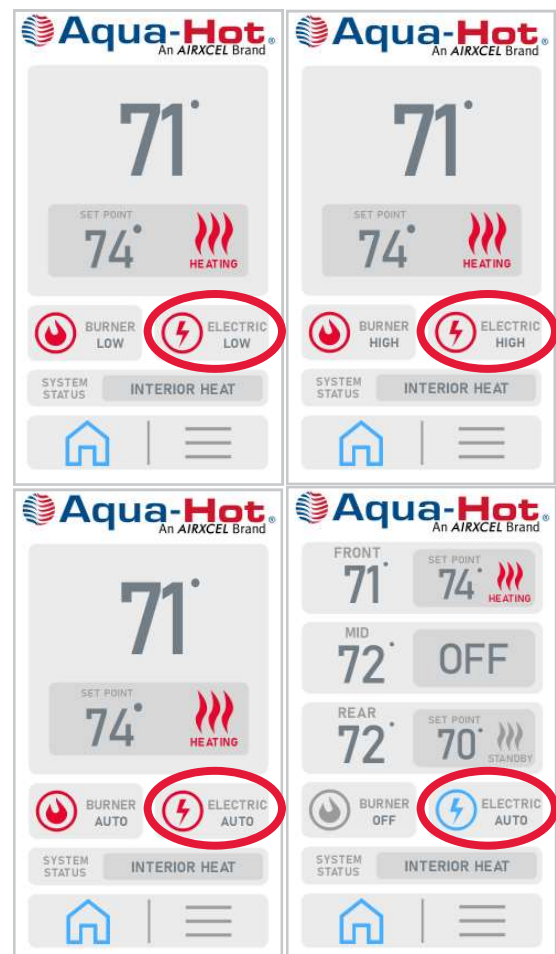 Aqua-Hot®
An AIRXCEL Brand
71°
SET POINT
74°
HEATING
BURNER
LOW
ELECTRIC
LOW
SYSTEM
STATUS
INTERIOR HEAT
Aqua-Hot®
An AIRXCEL Brand
71°
SET POINT
74°
HEATING
BURNER
HIGH
ELECTRIC
HIGH
SYSTEM
STATUS
INTERIOR HEAT
Aqua-Hot®
An AIRXCEL Brand
71°
SET POINT
74°
HEATING
BURNER
AUTO
ELECTRIC
AUTO
SYSTEM
STATUS
INTERIOR HEAT
Aqua-Hot®
An AIRXCEL Brand
FRONT
71°
SET POINT
74°
HEATING
MID
72°
OFF
REAR
72°
SET POINT
70°
STANDBY
BURNER
OFF
ELECTRIC
AUTO
SYSTEM
STATUS
INTERIOR HEAT